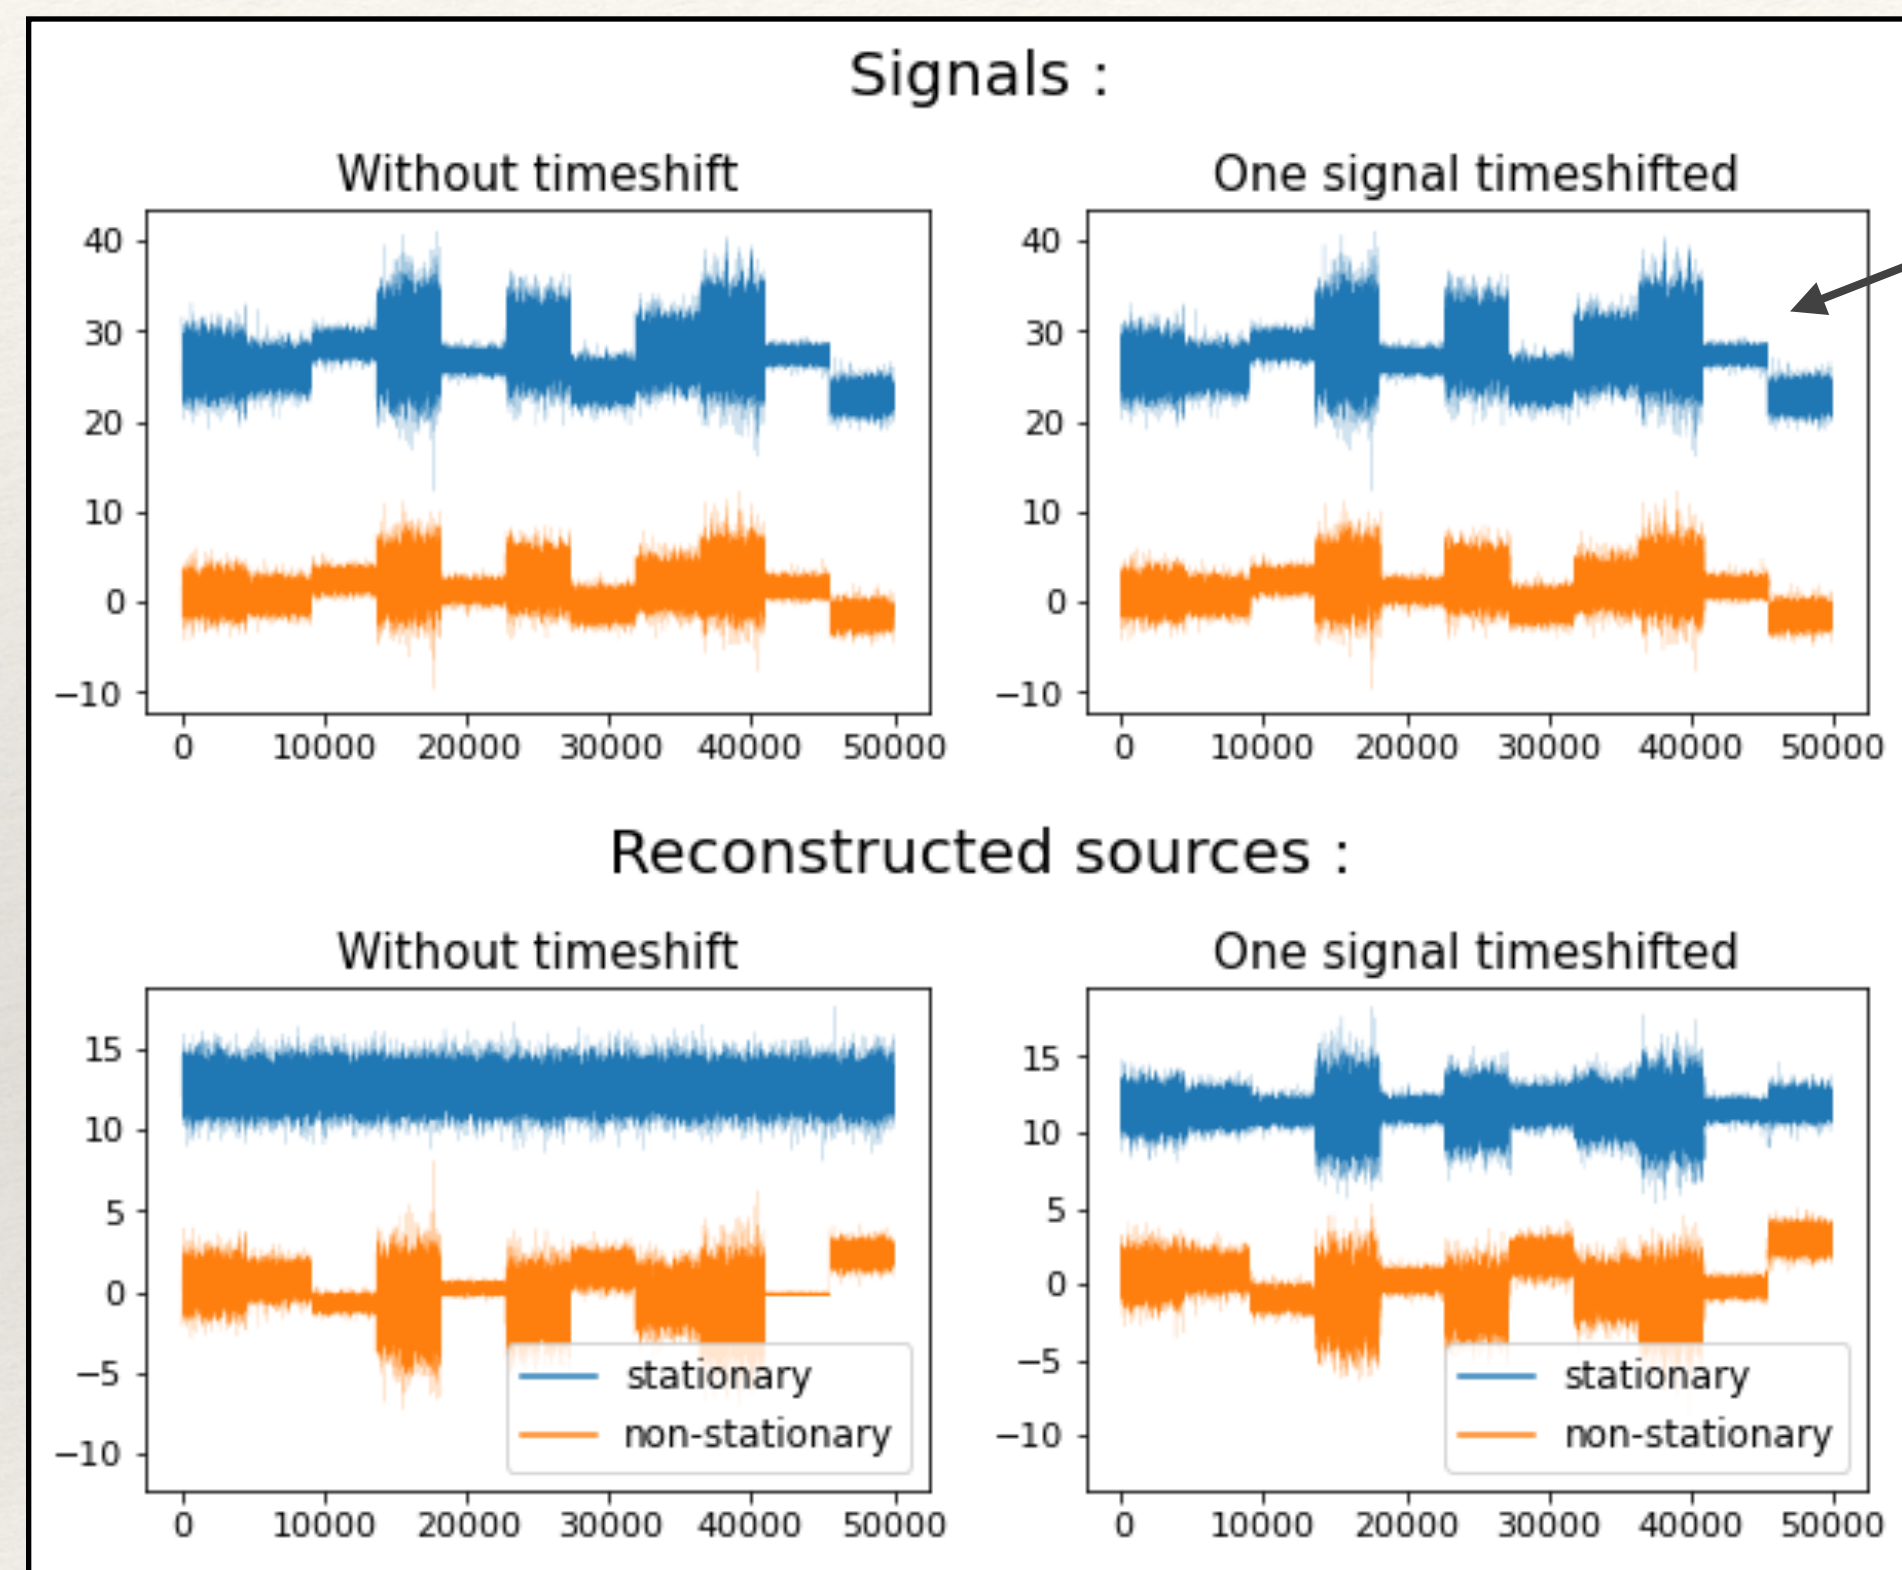 Signals :
Without timeshift
One signal timeshifted
40
30
20
10
0
−10
0 10000 20000 30000 40000 50000
40
30
20
10
0
−10
0 10000 20000 30000 40000 50000
Reconstructed sources :
Without timeshift
One signal timeshifted
15
10
5
0
−5
−10
stationary
non-stationary
0 10000 20000 30000 40000 50000
15
10
5
0
−5
−10
stationary
non-stationary
0 10000 20000 30000 40000 50000